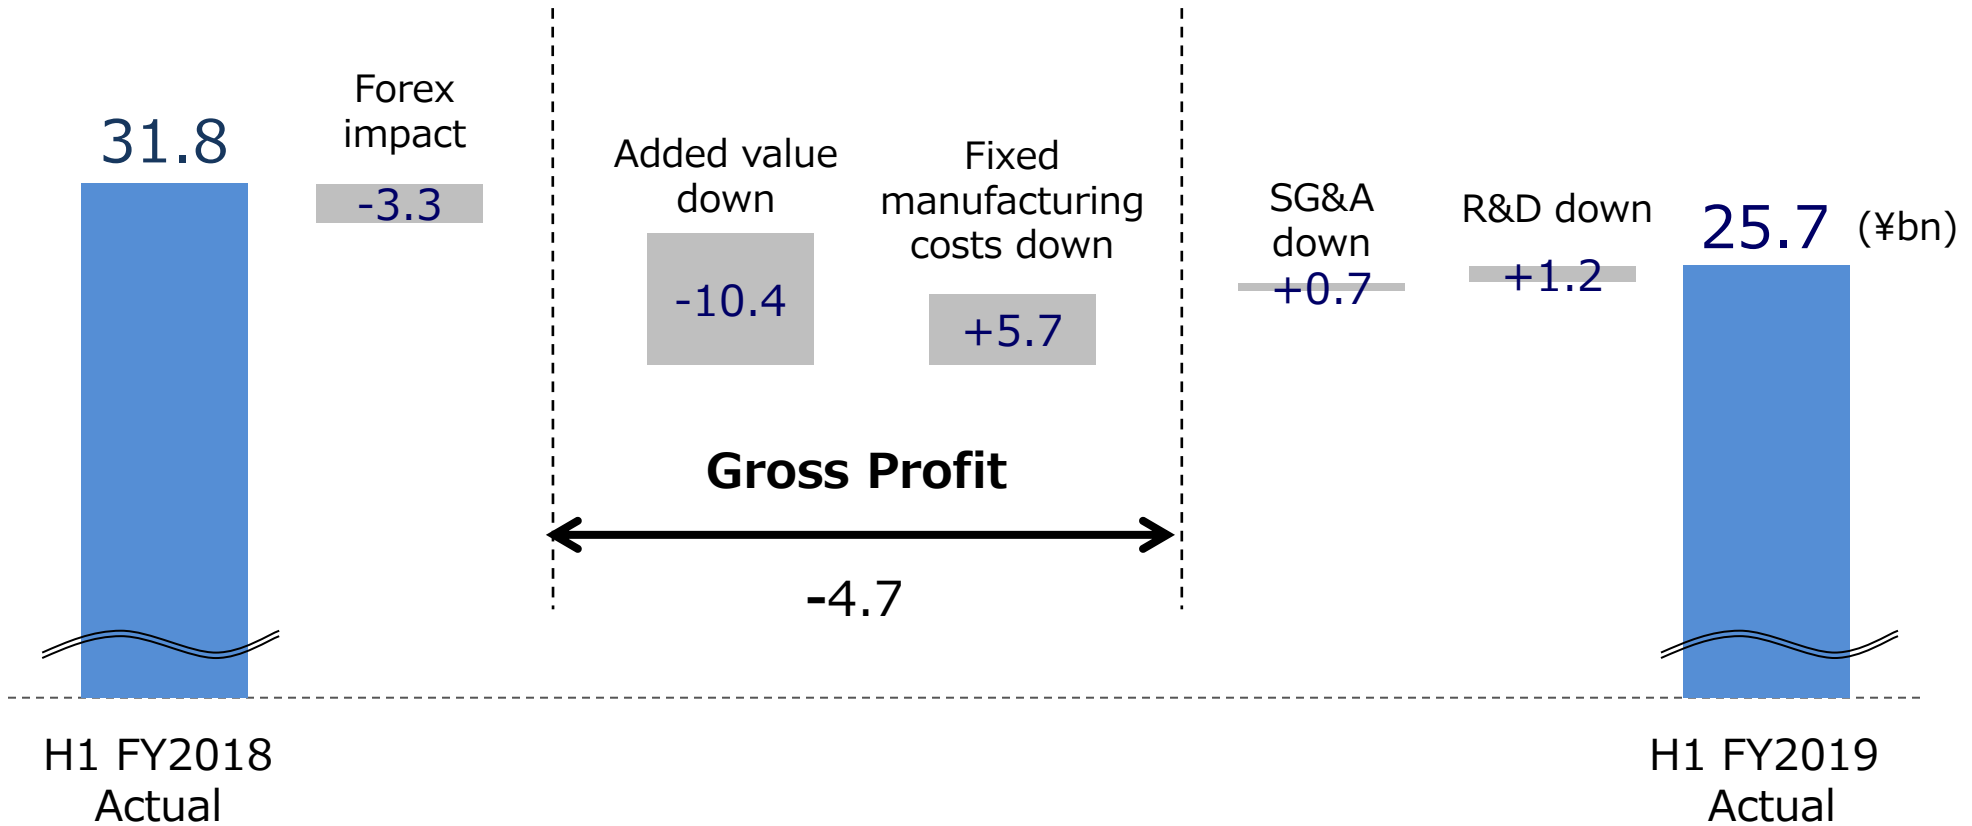 31.8
Forex
impact
-3.3
Added value
down
-10.4
Fixed
manufacturing
costs down
+5.7
SG&A
down
+0.7
R&D down
+1.2
25.7 (¥bn)
Gross Profit
-4.7
H1 FY2018
Actual
H1 FY2019
Actual